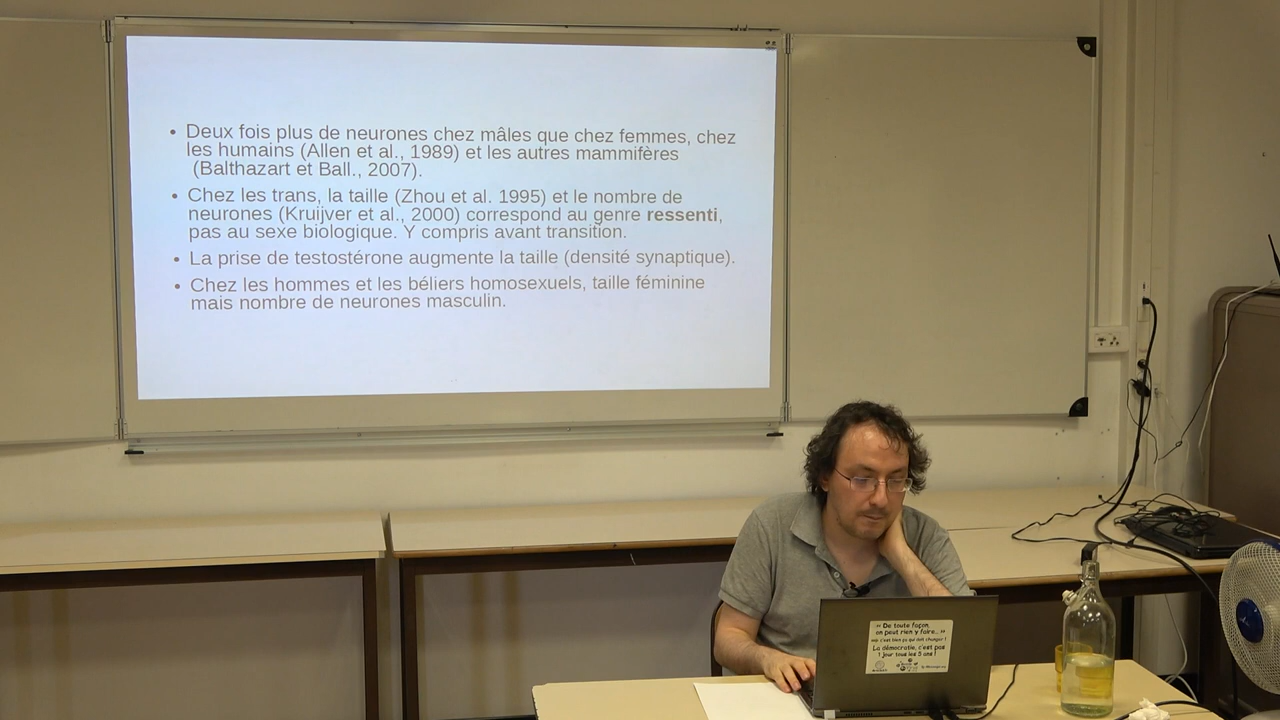 • Deux fois plus de neurones chez mâles que chez femmes, chez
les humains (Allen et al., 1989) et les autres mammifères
(Balthazart et Ball., 2007).
• Chez les trans, la taille (Zhou et al. 1995) et le nombre de
neurones (Kruijver et al., 2000) correspond au genre ressenti,
pas au sexe biologique. Y compris avant transition.
• La prise de testostérone augmente la taille (densité synaptique).
• Chez les hommes et les béliers homosexuels, taille féminine
mais nombre de neurones masculin.
« De toute façon,
on peut rien y faire... »
La démocratie, c'est pas
1 jour tous les 5 ans !